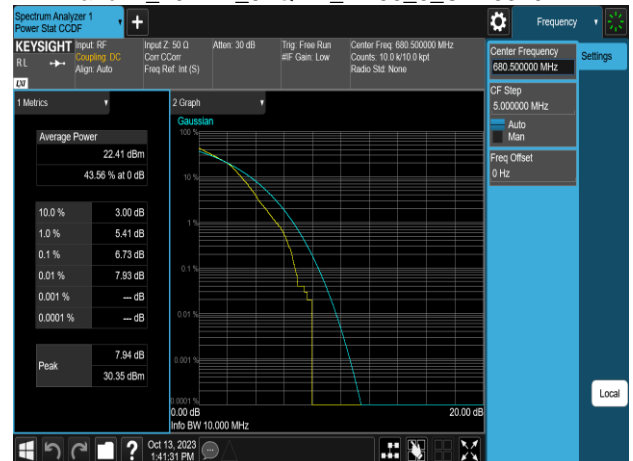 Spectrum Analyzer 1
Power Stat CCDF
Frequency
KEYSIGHT
RL
LXI
Input: RF
Coupling: DC
Align: Auto
Input Z: 50 Ω
Corr CCorr
Freq Ref: Int (S)
Atten: 30 dB
Trig: Free Run
#IF Gain: Low
Center Freq: 680.500000 MHz
Counts: 10.0 k/10.0 kpt
Radio Std: None
Center Frequency
680.500000 MHz
Settings
CF Step
5.000000 MHz
Auto
Man
Freq Offset
0 Hz
1 Metrics
Average Power
22.41 dBm
43.56 % at 0 dB
10.0 % 3.00 dB
1.0 % 5.41 dB
0.1 % 6.73 dB
0.01 % 7.93 dB
0.001 % --- dB
0.0001 % --- dB
Peak
7.94 dB
30.35 dBm
2 Graph
Gaussian
100 %
10 %
1 %
0.1 %
0.01 %
0.001 %
0.0001 %
0.00 dB 20.00 dB
Info BW 10.000 MHz
Local
?
Oct 13, 2023
1:41:31 PM